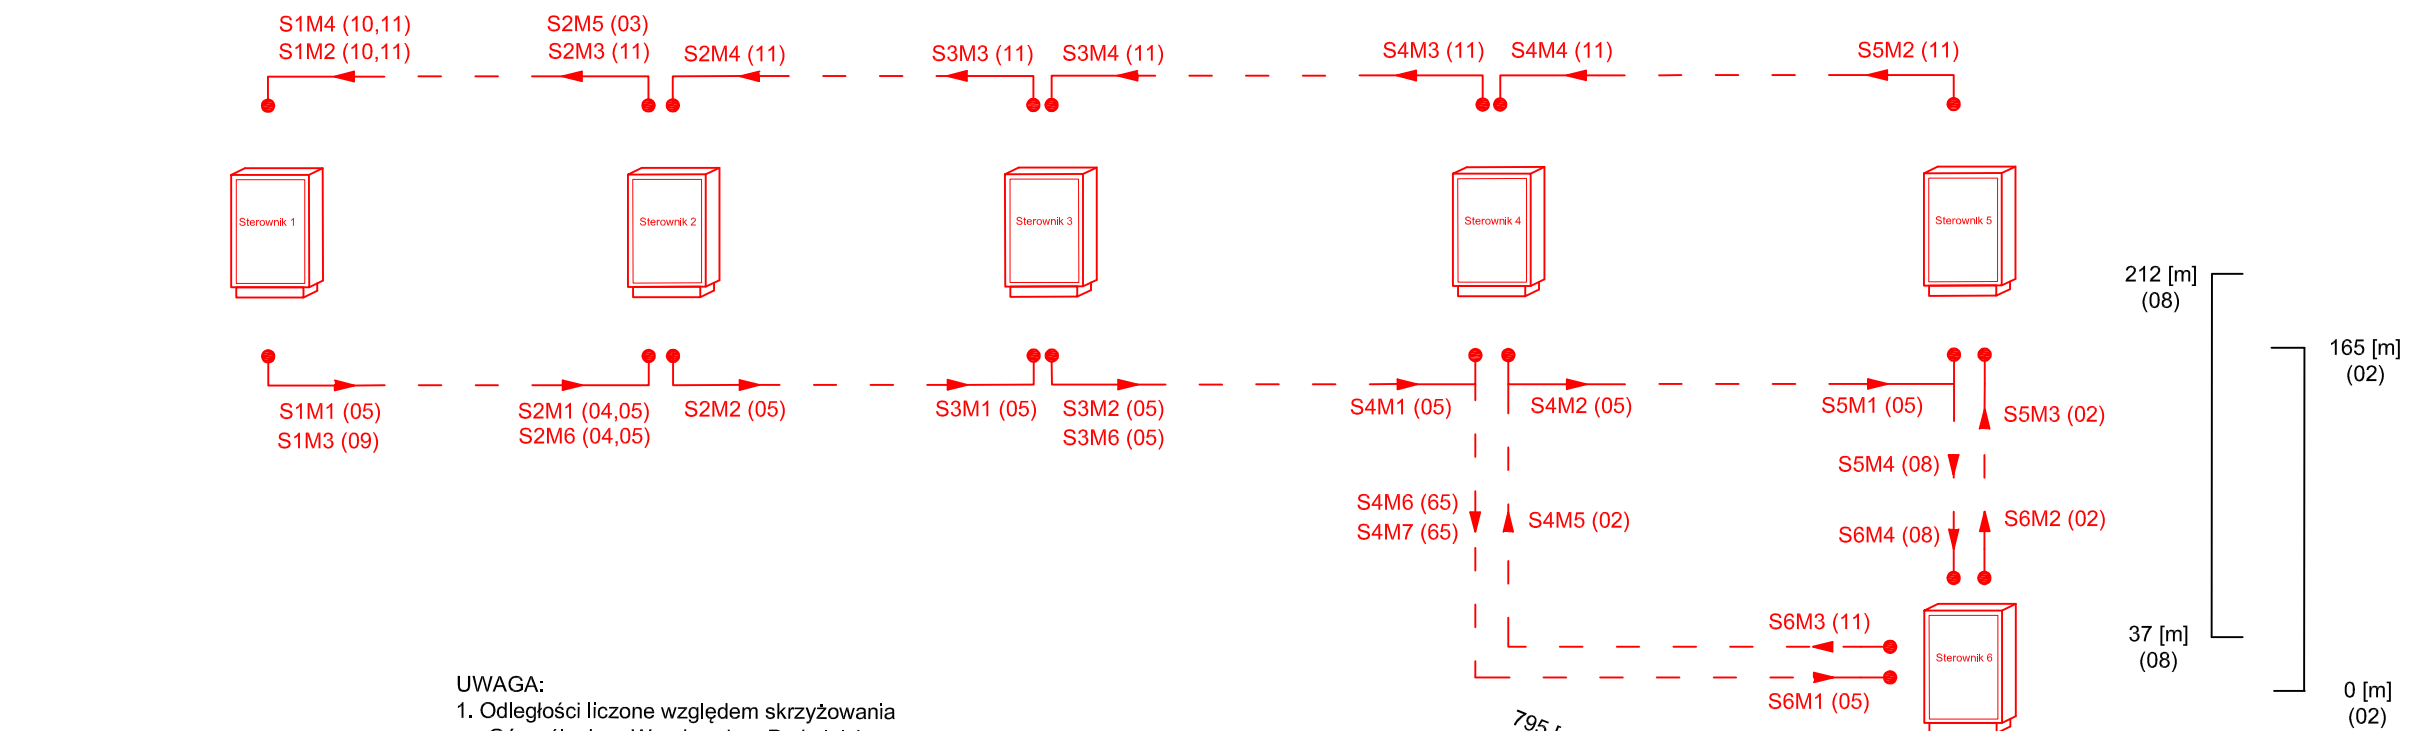 S1M4 (10,11)
S1M2 (10,11)
S2M5 (03)
S2M3 (11)
S2M4 (11)
S3M3 (11)
S3M4 (11)
S4M3 (11)
S4M4 (11)
S5M2 (11)
Sterownik 1
Sterownik 2
Sterownik 3
Sterownik 4
Sterownik 5
212 [m]
(08)
165 [m]
(02)
S1M1 (05)
S1M3 (09)
S2M1 (04,05)
S2M6 (04,05)
S2M2 (05)
S3M1 (05)
S3M2 (05)
S3M6 (05)
S4M1 (05)
S4M2 (05)
S5M1 (05)
S5M3 (02)
S5M4 (08)
S4M6 (65)
S4M7 (65)
S4M5 (02)
S6M4 (08)
S6M2 (02)
S6M3 (11)
S6M1 (05)
Sterownik 6
37 [m]
(08)
0 [m]
(02)
UWAGA:
1. Odległości liczone względem skrzyżowania
795